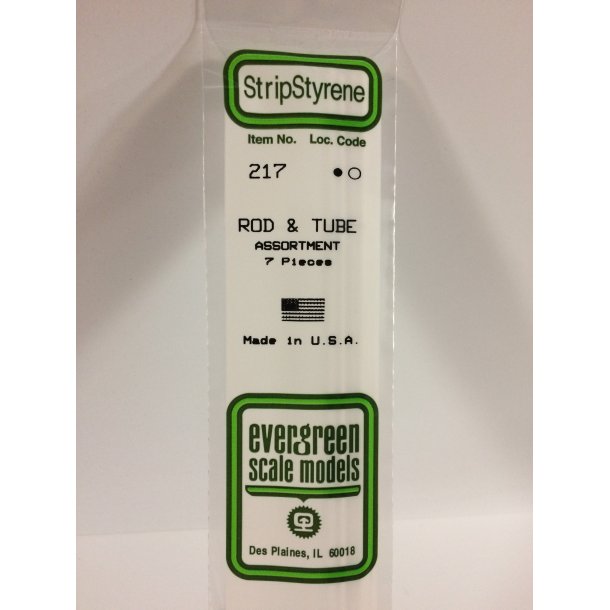 StripStyrene
Item No. Loc. Code
217
ROD & TUBE
ASSORTMENT
7 Pieces
Made in U.S.A.
evergreen
scale models
Des Plaines, IL 60018